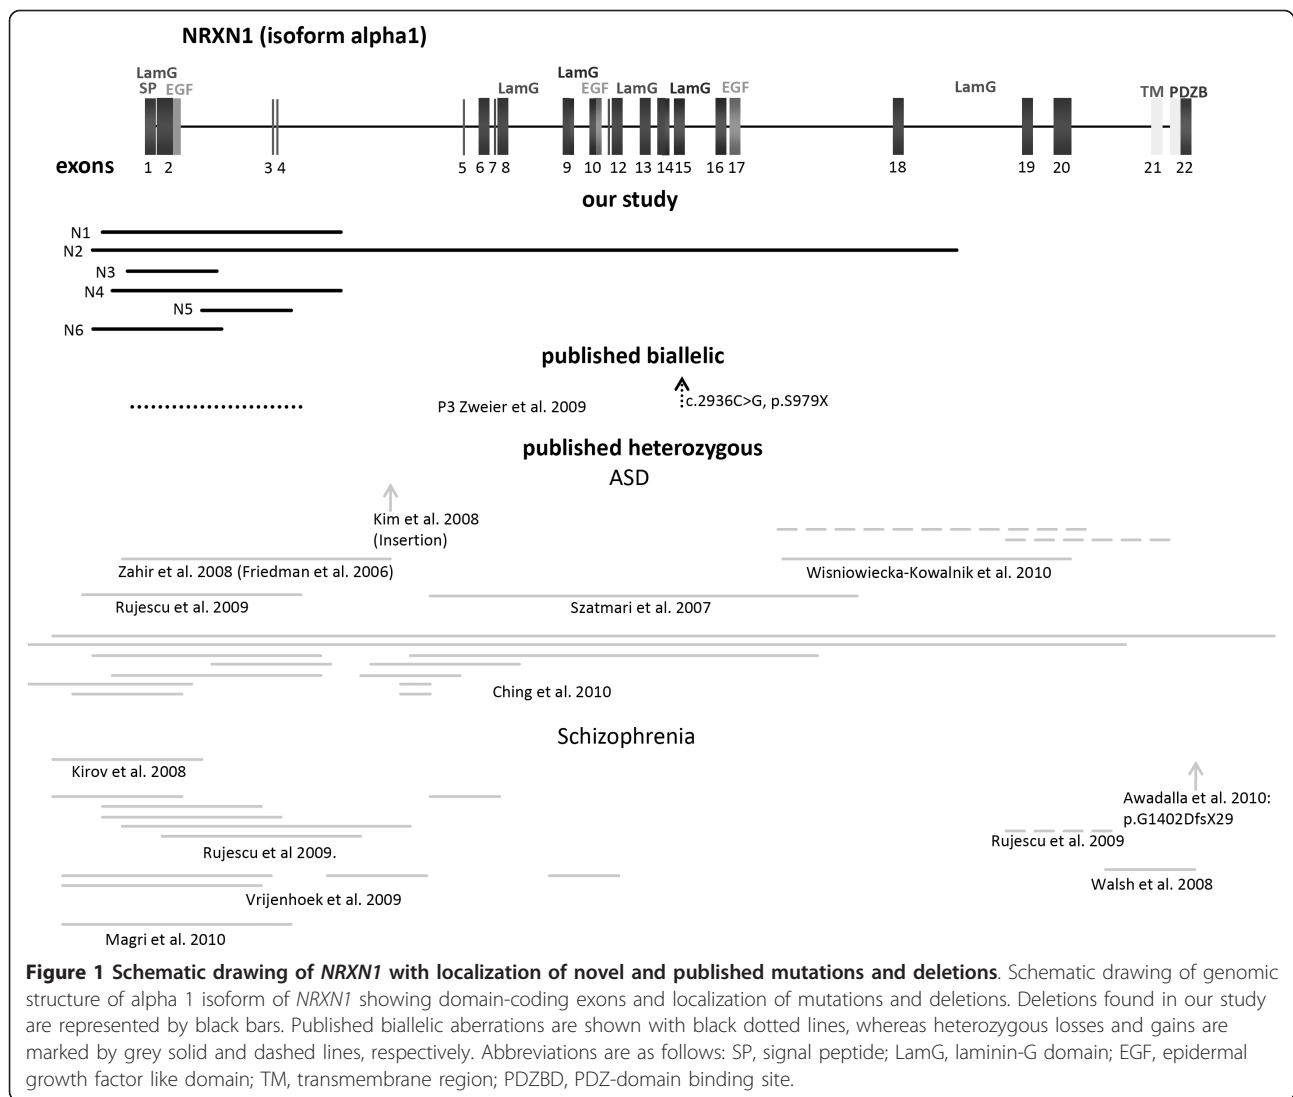 NRXN1 (isoform alpha1)
LamG LamG
SP EGF LamG EGF LamG LamG EGF LamG TM PDZB
exons 1 2 3 4 5 6 7 8 9 10 12 13 14 15 16 17 18 19 20 21 22
our study
N1
N2
N3
N4
N5
N6
published biallelic
P3 Zweier et al. 2009 c.2936C>G, p.S979X
published heterozygous
ASD
Kim et al. 2008
(Insertion)
Zahir et al. 2008 (Friedman et al. 2006) Wisniowiecka-Kowalnik et al. 2010
Rujescu et al. 2009 Szatmari et al. 2007
Ching et al. 2010
Schizophrenia
Kirov et al. 2008
Awadalla et al. 2010:
p.G1402DfsX29
Rujescu et al 2009. Rujescu et al. 2009
Walsh et al. 2008
Vrijenhoek et al. 2009
Magri et al. 2010
Figure 1 Schematic drawing of NRXN1 with localization of novel and published mutations and deletions. Schematic drawing of genomic
structure of alpha 1 isoform of NRXN1 showing domain-coding exons and localization of mutations and deletions. Deletions found in our study
are represented by black bars. Published biallelic aberrations are shown with black dotted lines, whereas heterozygous losses and gains are
marked by grey solid and dashed lines, respectively. Abbreviations are as follows: SP, signal peptide; LamG, laminin-G domain; EGF, epidermal
growth factor like domain; TM, transmembrane region; PDZBD, PDZ-domain binding site.